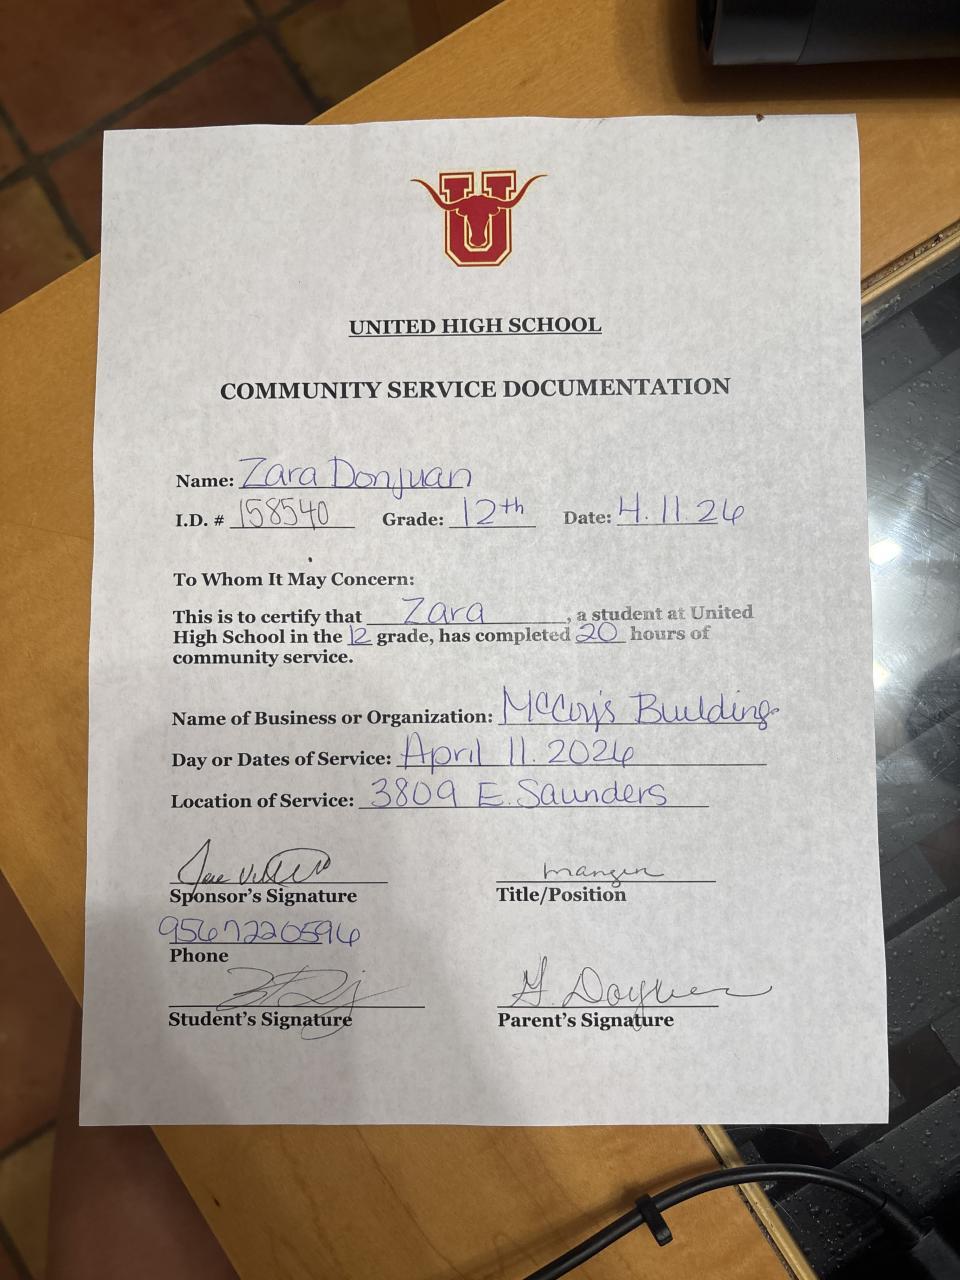 U
UNITED HIGH SCHOOL
COMMUNITY SERVICE DOCUMENTATION
Name: Zara Donjuan
I.D. # 158540 Grade: 12th Date: 4.11.26
To Whom It May Concern:
This is to certify that Zara, a student at United
High School in the 12 grade, has completed 20 hours of
community service.
Name of Business or Organization: McCoy's Building
Day or Dates of Service: April 11. 2026
Location of Service: 3809 E. Saunders
Sponsor's Signature Title/Position
9567220596
Phone
Student's Signature Parent's Signature